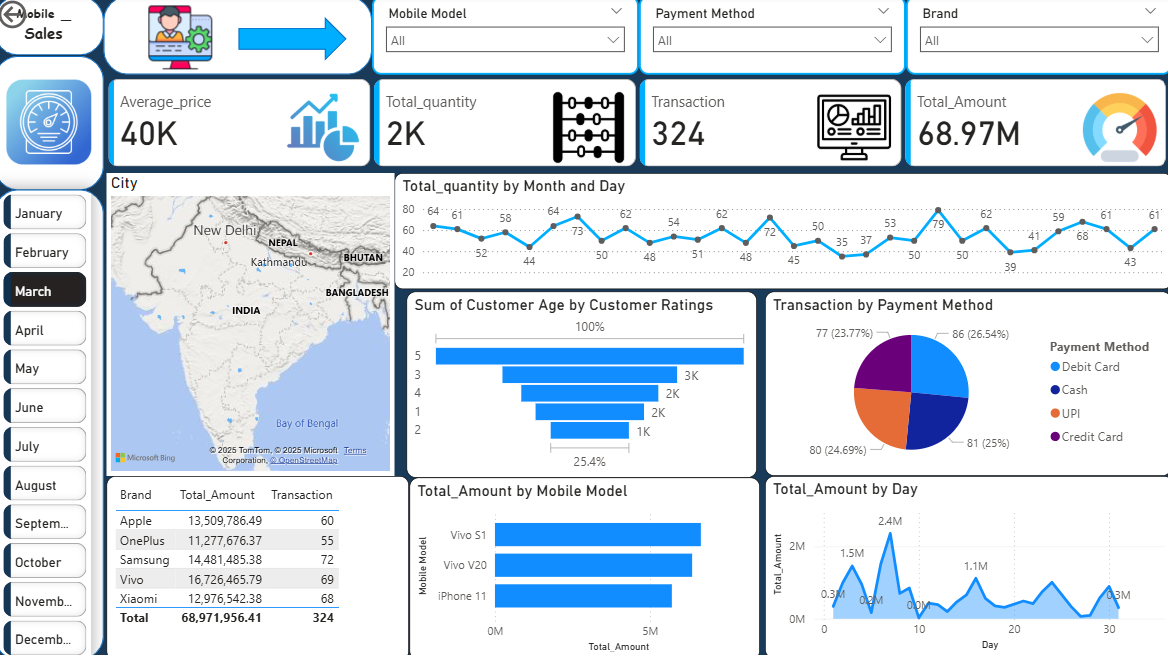 Mobile _
Sales
Mobile Model
All
Payment Method
All
Brand
All
Average_price
40K
Total_quantity
2K
Transaction
324
Total_Amount
68.97M
January
February
March
April
May
June
July
August
Septem...
October
Novemb...
Decemb...
City
New Delhi
NEPAL
Kathmandu
BHUTAN
BANGLADESH
INDIA
Bay of Bengal
Microsoft Bing
© 2025 TomTom, © 2025 Microsoft Terms
Corporation, © OpenStreetMap
Total_quantity by Month and Day
80
60
40
20
64 61 52 58 44 64 73 50 62 48 54 51 62 48 72 45 50 35 37 53 50 79 50 62 39 41 59 68 61 43 61
Sum of Customer Age by Customer Ratings
100%
5
3 3K
4 2K
1 2K
2 1K
25.4%
Transaction by Payment Method
77 (23.77%)
86 (26.54%)
80 (24.69%)
81 (25%)
Payment Method
Debit Card
Cash
UPI
Credit Card
Brand Total_Amount Transaction
Apple 13,509,786.49 60
OnePlus 11,277,676.37 55
Samsung 14,481,485.38 72
Vivo 16,726,465.79 69
Xiaomi 12,976,542.38 68
Total 68,971,956.41 324
Total_Amount by Mobile Model
Mobile Model
Vivo S1
Vivo V20
iPhone 11
0M 5M
Total_Amount
Total_Amount by Day
Total_Amount
2M
0M
0.3M 1.5M 0.2M 2.4M 0.0M 1.1M 0.3M
0 10 20 30
Day